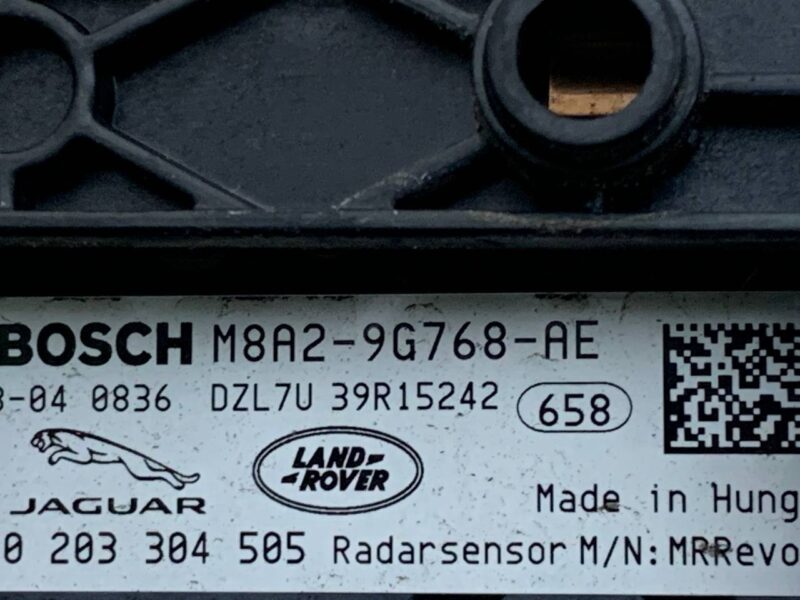 BOSCH M8A2-9G768-AE
3-04 0836 DZL7U 39R15242 658
JAGUAR
LAND
ROVER
Made in Hung
0 203 304 505 Radarsensor M/N: MRRevo